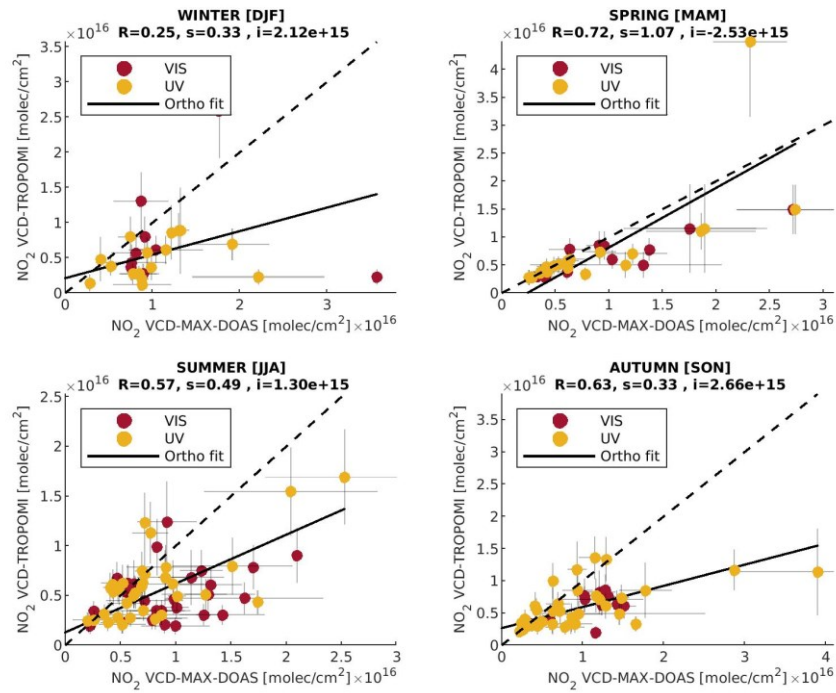 WINTER [DJF]
R=0.25, s=0.33 , i=2.12e+15
×10^16
3.5
3
2.5
2
1.5
1
0.5
0
NO2 VCD-TROPOMI [molec/cm2]
VIS
UV
Ortho fit
0 1 2 3
NO2 VCD-MAX-DOAS [molec/cm2] ×10^16
SPRING [MAM]
R=0.72, s=1.07 , i=-2.53e+15
×10^16
4
3.5
3
2.5
2
1.5
1
0.5
0
NO2 VCD-TROPOMI [molec/cm2]
VIS
UV
Ortho fit
0 0.5 1 1.5 2 2.5 3
NO2 VCD-MAX-DOAS [molec/cm2] ×10^16
SUMMER [JJA]
R=0.57, s=0.49 , i=1.30e+15
×10^16
2.5
2
1.5
1
0.5
0
NO2 VCD-TROPOMI [molec/cm2]
VIS
UV
Ortho fit
0 0.5 1 1.5 2 2.5 3
NO2 VCD-MAX-DOAS [molec/cm2] ×10^16
AUTUMN [SON]
R=0.63, s=0.33 , i=2.66e+15
×10^16
3.5
3
2.5
2
1.5
1
0.5
0
NO2 VCD-TROPOMI [molec/cm2]
VIS
UV
Ortho fit
0 1 2 3 4
NO2 VCD-MAX-DOAS [molec/cm2] ×10^16